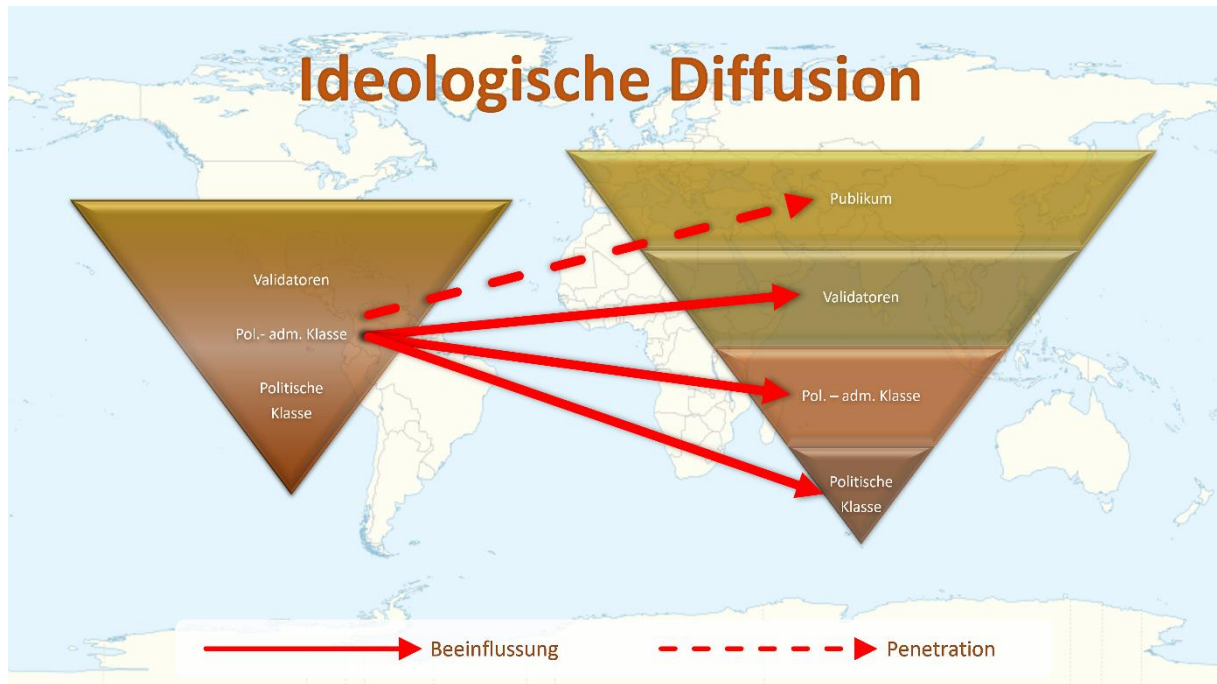 Ideologische Diffusion
Validatoren
Pol.- adm. Klasse
Politische
Klasse
Publikum
Validatoren
Pol. – adm. Klasse
Politische
Klasse
Beeinflussung
Penetration